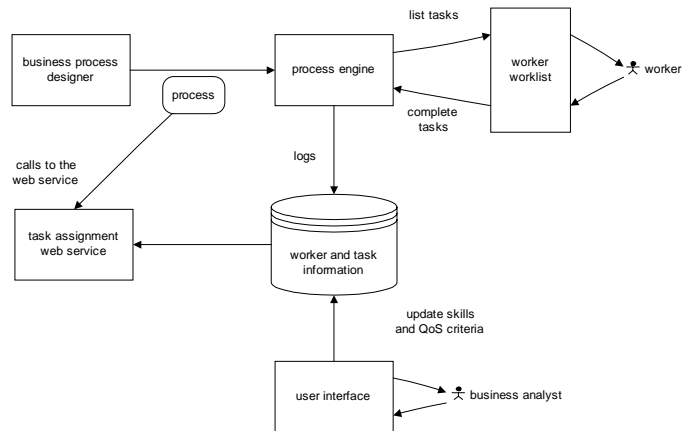 list tasks
business process
designer
process engine
worker
worklist
worker
process
complete
tasks
logs
calls to the
web service
task assignment
web service
worker and task
information
update skills
and QoS criteria
user interface
business analyst